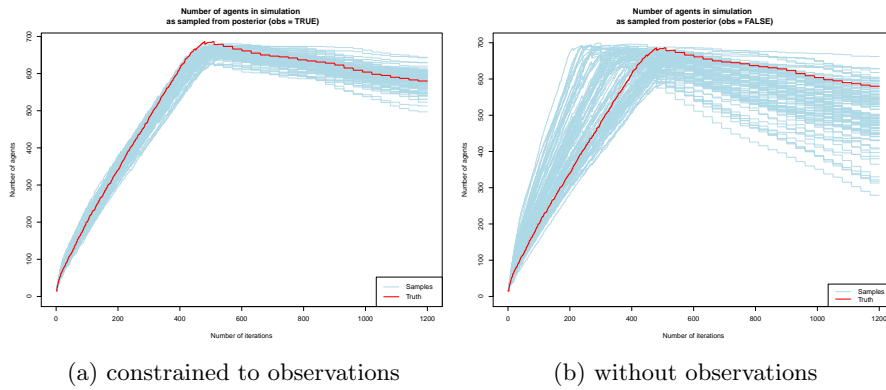 Number of agents in simulation
as sampled from posterior (obs = TRUE)
Number of agents
700
600
500
400
300
200
100
0
0 200 400 600 800 1000 1200
Number of iterations
Samples
Truth
(a) constrained to observations
Number of agents in simulation
as sampled from posterior (obs = FALSE)
Number of agents
700
600
500
400
300
200
100
0
0 200 400 600 800 1000 1200
Number of iterations
Samples
Truth
(b) without observations